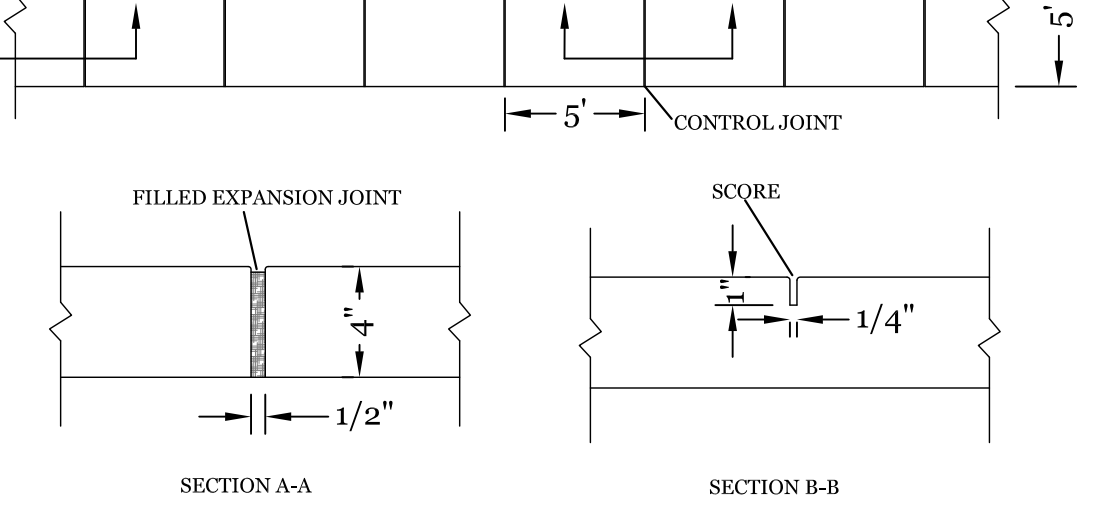 5'
5'
CONTROL JOINT
FILLED EXPANSION JOINT
SCORE
4"
1"
1/4"
1/2"
SECTION A-A
SECTION B-B